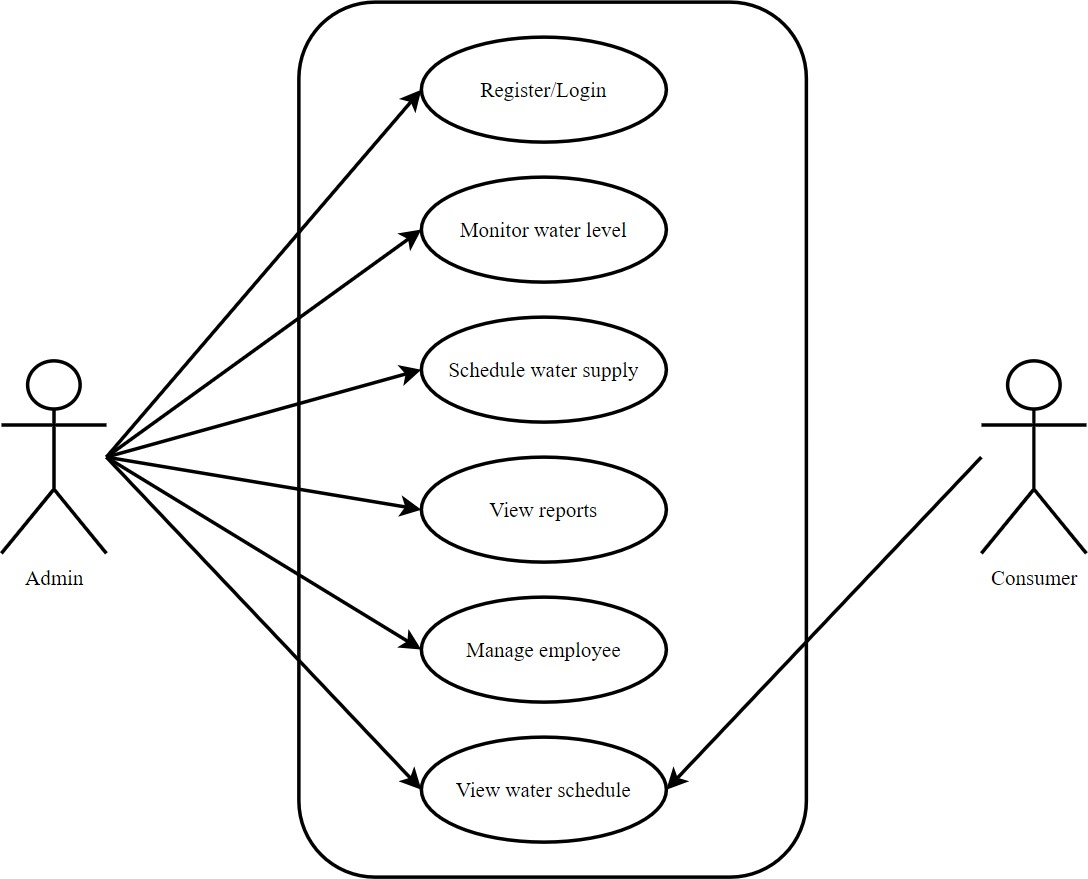 Register/Login
Monitor water level
Schedule water supply
View reports
Manage employee
View water schedule
Admin
Consumer